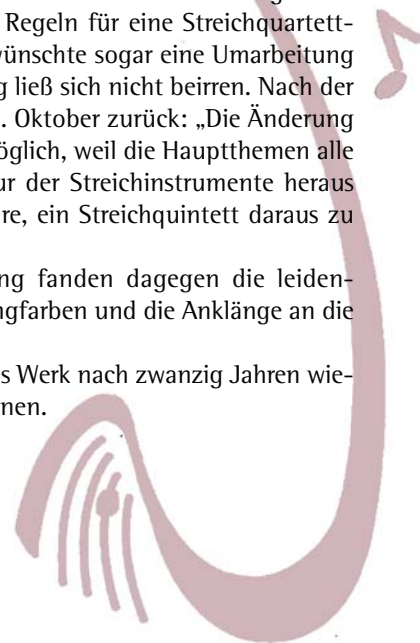 Regeln für eine Streichquartett-
wünschte sogar eine Umarbeitung
g ließ sich nicht beirren. Nach der
. Oktober zurück: „Die Änderung
öglich, weil die Hauptthemen alle
ur der Streichinstrumente heraus
re, ein Streichquintett daraus zu
ng fanden dagegen die leiden-
ngfarben und die Anklänge an die
s Werk nach zwanzig Jahren wie-
nen.